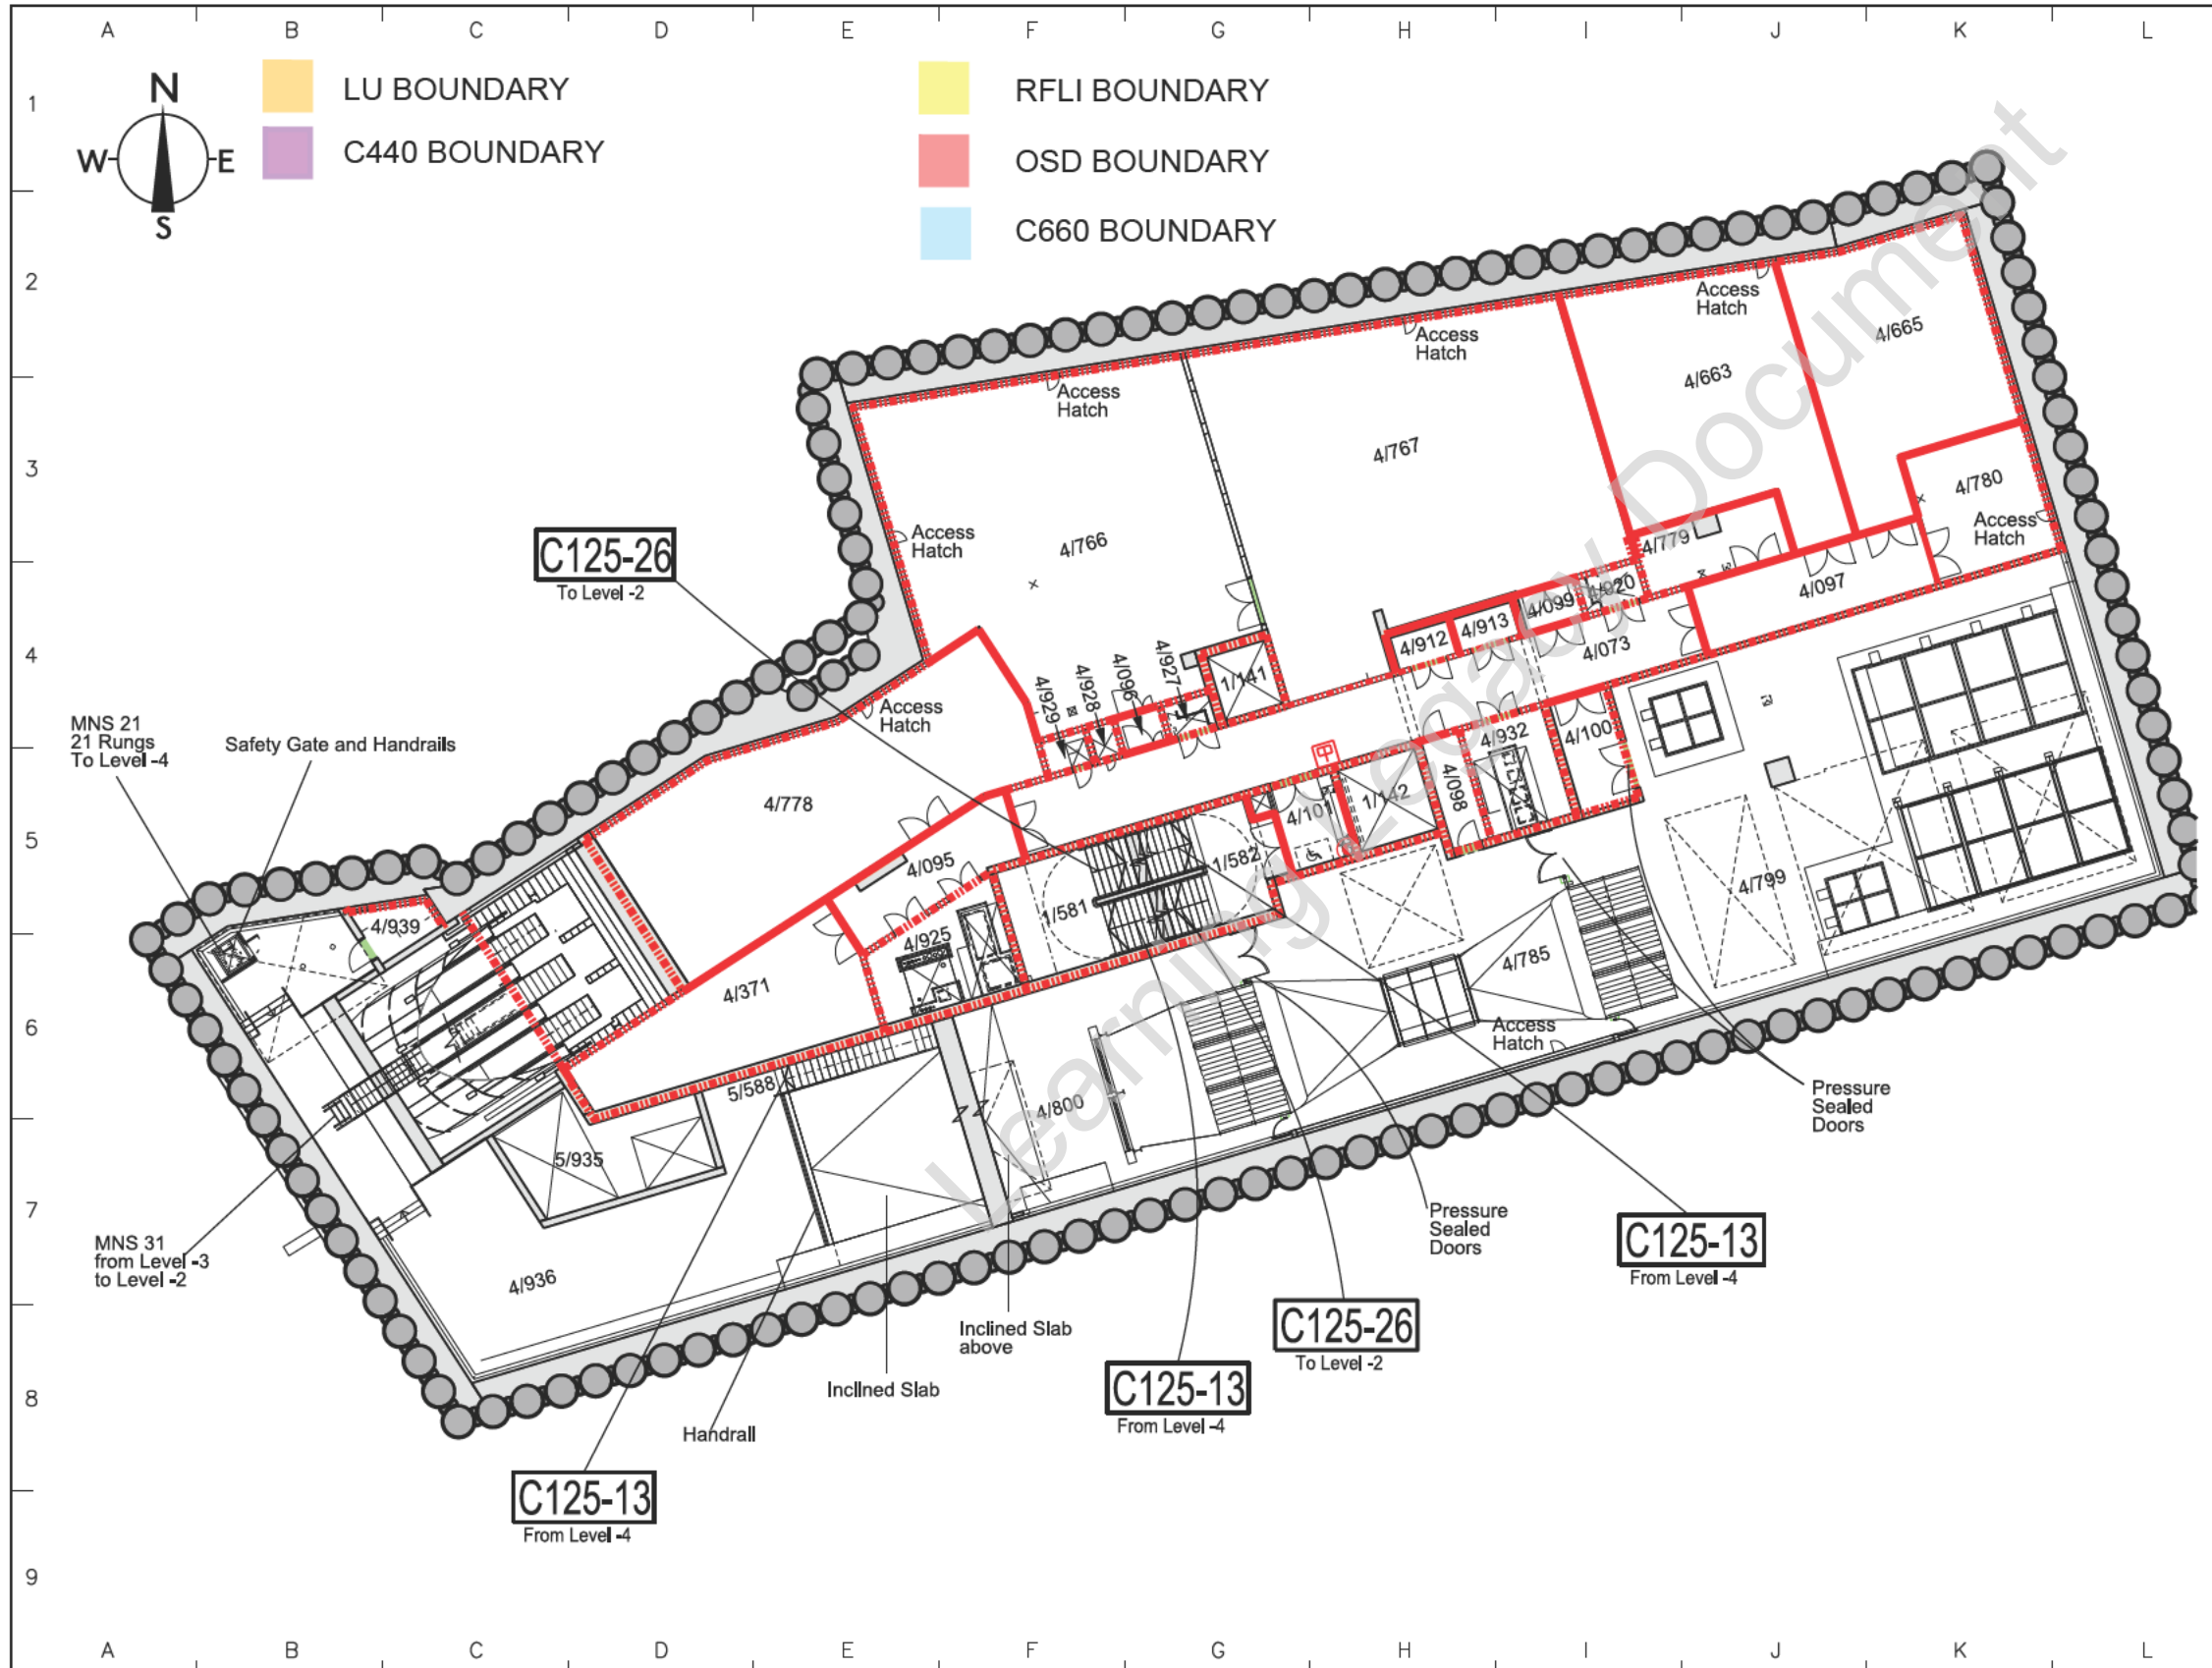 A B C D E F G H I J K L
1
2
3
4
5
6
7
8
9
N
W E
S
LU BOUNDARY
C440 BOUNDARY
RFLI BOUNDARY
OSD BOUNDARY
C660 BOUNDARY
Access
Hatch
4/665
Access
Hatch
4/663
Access
Hatch
4/767
Access
Hatch
4/780
Access
Hatch
C125-26
To Level -2
Access
Hatch
4/766
4/779
4/097
4/920
4/099
4/913
4/912
4/073
4/927
4/096
4/928
4/929
1/141
Access
Hatch
MNS 21
21 Rungs
To Level -4
Safety Gate and Handrails
4/778
4/932
4/100
4/098
1/142
4/101
4/095
1/582
4/799
1/581
4/939
4/925
4/785
4/371
Access
Hatch
5/588
4/800
Pressure
Sealed
Doors
5/935
Pressure
Sealed
Doors
C125-13
From Level -4
MNS 31
from Level -3
to Level -2
4/936
Inclined Slab
above
C125-26
To Level -2
Inclined Slab
C125-13
From Level -4
Handrail
C125-13
From Level -4
Learning Legacy Document
A B C D E F G H I J K L